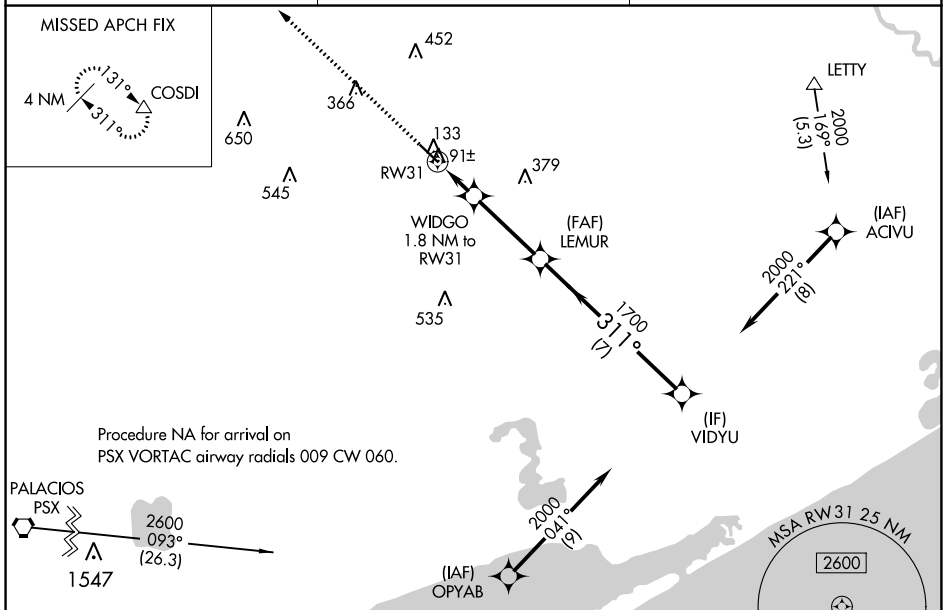 MISSED APCH FIX
4 NM
131°
311°
COSDI
452
366
650
545
133
91±
RW31
379
LETTY
2000
169°
(5.3)
WIDGO
1.8 NM to
RW31
(FAF)
LEMUR
(IAF)
ACIVU
2000
221°
(8)
535
1700
311°
(7)
(IF)
VIDYU
Procedure NA for arrival on
PSX VORTAC airway radials 009 CW 060.
PALACIOS
PSX
2600
093°
(26.3)
1547
2000
041°
(9)
(IAF)
OPYAB
MSA RW31 25 NM
2600